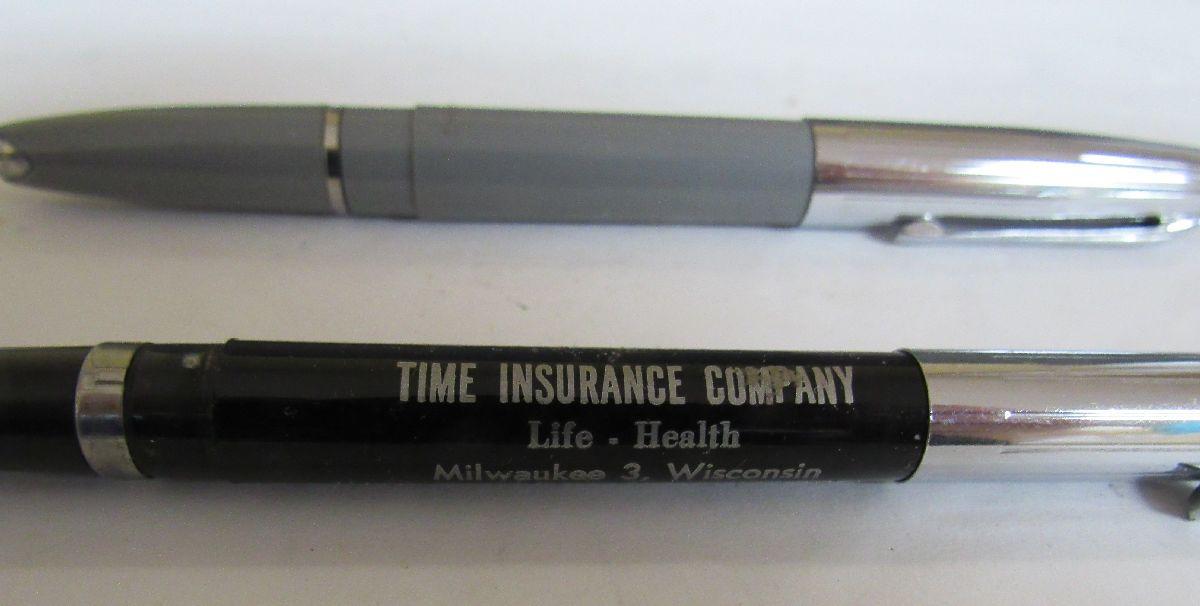 TIME INSURANCE COMPANY
Life - Health
Milwaukee 3, Wisconsin